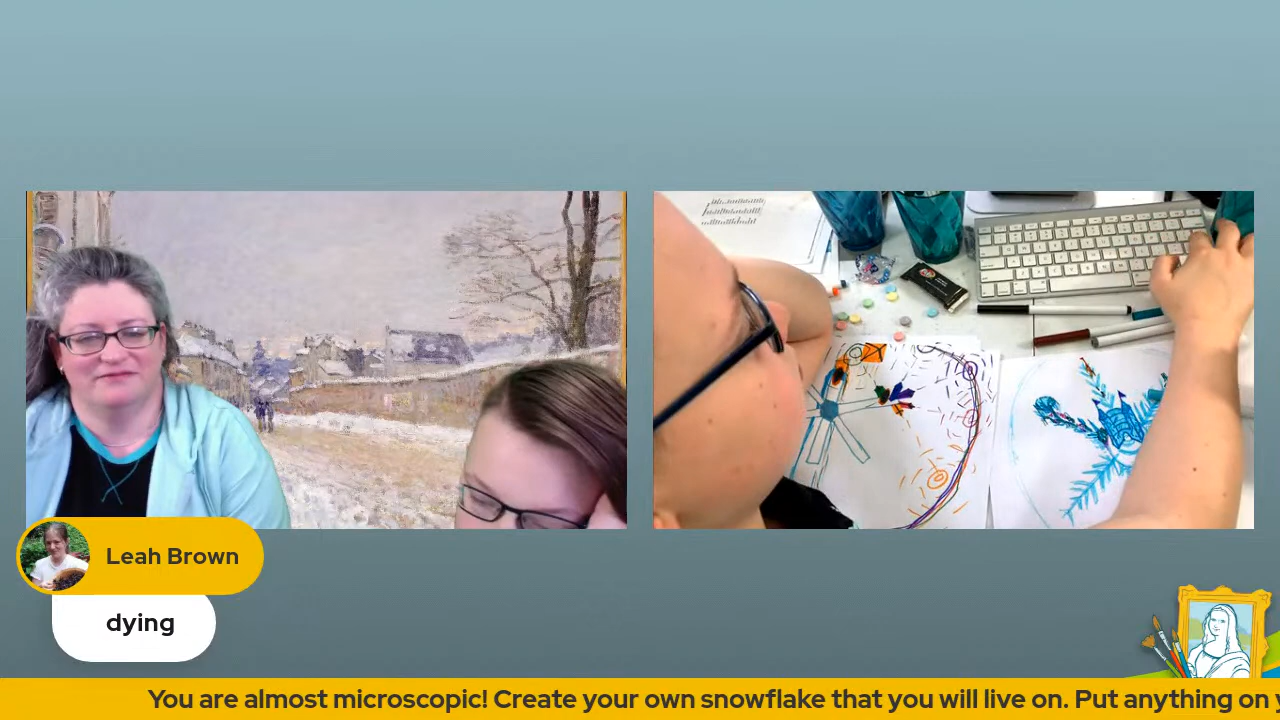 Leah Brown
dying
You are almost microscopic! Create your own snowflake that you will live on. Put anything on